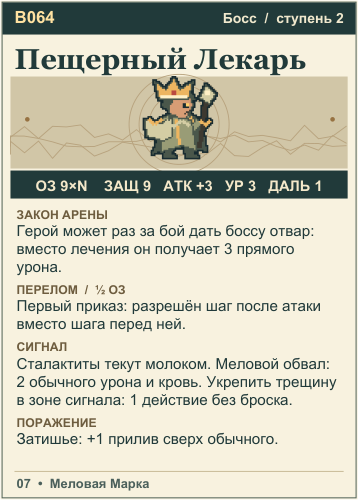 B064
Босс / ступень 2
Пещерный Лекарь
ОЗ 9×N ЗАЩ 9 АТК +3 УР 3 ДАЛЬ 1
ЗАКОН АРЕНЫ
Герой может раз за бой дать боссу отвар:
вместо лечения он получает 3 прямого
урона.
ПЕРЕЛОМ / ½ ОЗ
Первый приказ: разрешён шаг после атаки
вместо шага перед ней.
СИГНАЛ
Сталактиты текут молоком. Меловой обвал:
2 обычного урона и кровь. Укрепить трещину
в зоне сигнала: 1 действие без броска.
ПОРАЖЕНИЕ
Затишье: +1 прилив сверх обычного.
07 • Меловая Марка